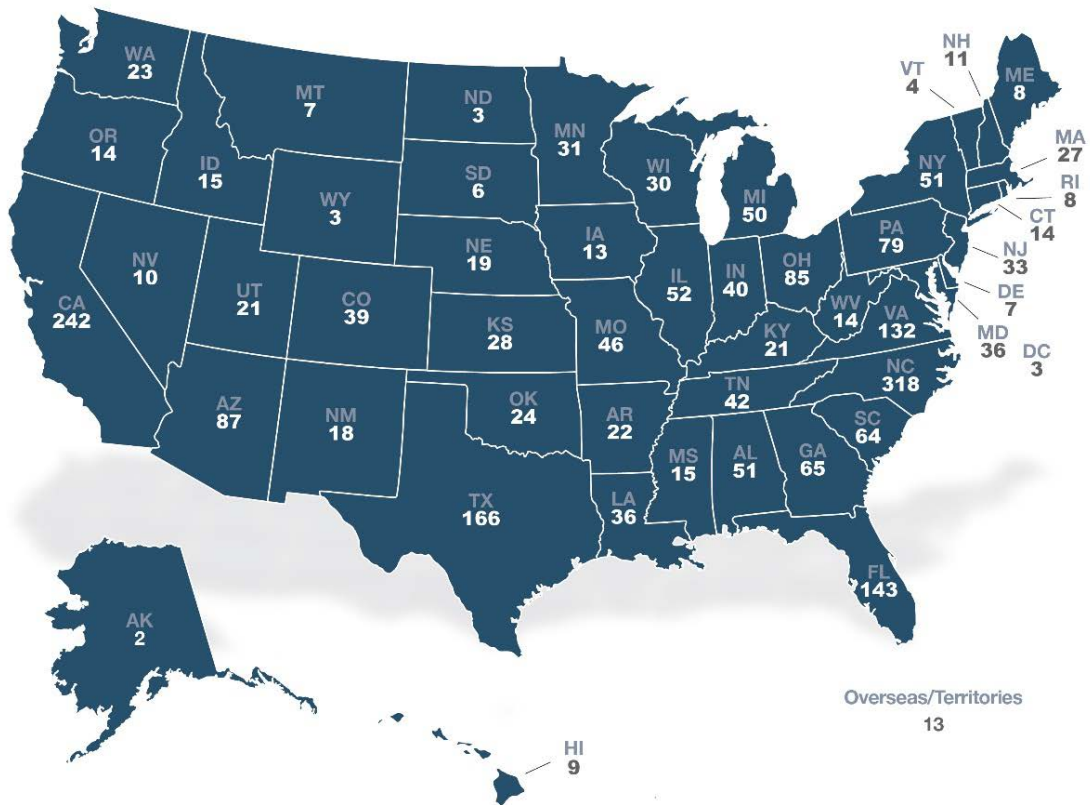 WA
23
MT
7
ND
3
MN
31
OR
14
ID
15
WY
3
SD
6
WI
30
MI
50
NH
11
VT
4
ME
8
NY
51
MA
27
RI
8
CT
14
NJ
33
PA
79
DE
7
MD
36
DC
3
CA
242
NV
10
UT
21
CO
39
NE
19
IA
13
IL
52
IN
40
OH
85
WV
14
VA
132
KS
28
MO
46
KY
21
NC
318
AZ
87
NM
18
OK
24
AR
22
TN
42
SC
64
TX
166
LA
36
MS
15
AL
51
GA
65
FL
143
AK
2
HI
9
Overseas/Territories
13